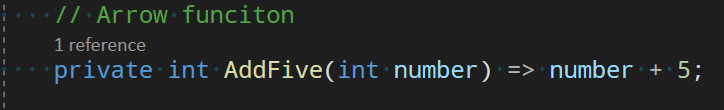 // Arrow funciton
1 reference
private int AddFive(int number) => number + 5;